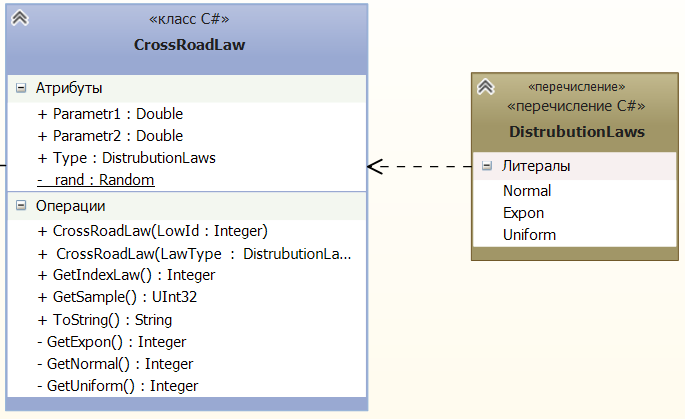 «класс C#»
CrossRoadLaw
Атрибуты
+ Parametr1 : Double
+ Parametr2 : Double
+ Type : DistrubutionLaws
- rand : Random
Операции
+ CrossRoadLaw(LowId : Integer)
+ CrossRoadLaw(LawType : DistrubutionLa...
+ GetIndexLaw() : Integer
+ GetSample() : UInt32
+ ToString() : String
- GetExpon() : Integer
- GetNormal() : Integer
- GetUniform() : Integer
«перечисление»
«перечисление C#»
DistrubutionLaws
Литералы
Normal
Expon
Uniform